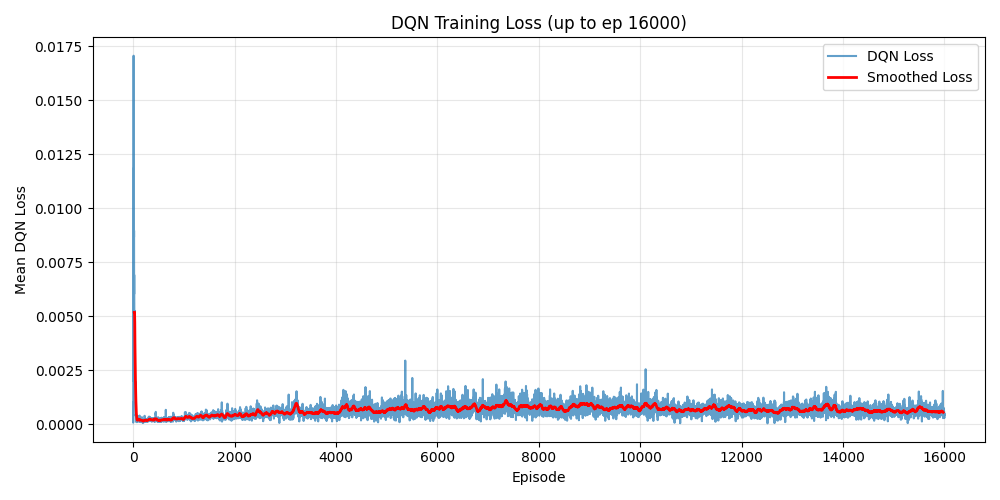 DQN Training Loss (up to ep 16000)
DQN Loss
Smoothed Loss
Mean DQN Loss
0.0175
0.0150
0.0125
0.0100
0.0075
0.0050
0.0025
0.0000
0 2000 4000 6000 8000 10000 12000 14000 16000
Episode